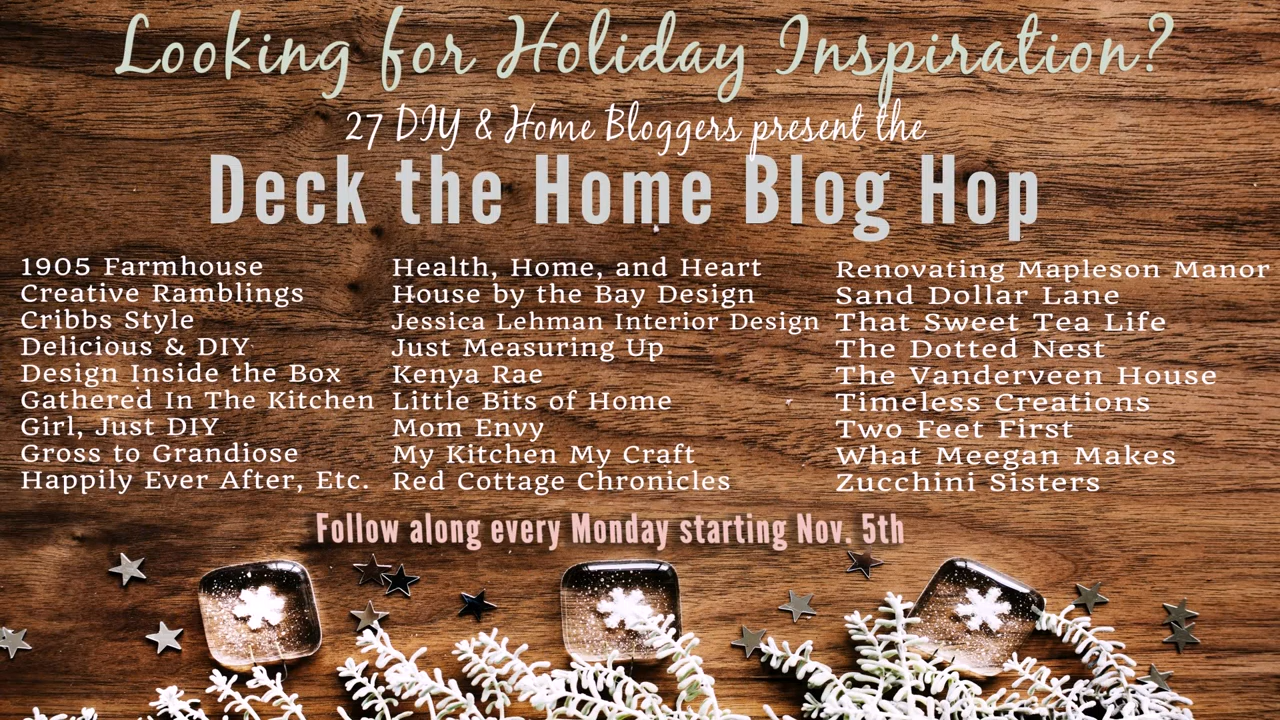 Looking for Holiday Inspiration?
27 DIY & Home Bloggers present the
Deck the Home Blog Hop
1905 Farmhouse
Creative Ramblings
Cribbs Style
Delicious & DIY
Design Inside the Box
Gathered In The Kitchen
Girl, Just DIY
Gross to Grandiose
Happily Ever After, Etc.
Health, Home, and Heart
House by the Bay Design
Jessica Lehman Interior Design
Just Measuring Up
Kenya Rae
Little Bits of Home
Mom Envy
My Kitchen My Craft
Red Cottage Chronicles
Renovating Mapleson Manor
Sand Dollar Lane
That Sweet Tea Life
The Dotted Nest
The Vanderveen House
Timeless Creations
Two Feet First
What Meegan Makes
Zucchini Sisters
Follow along every Monday starting Nov. 5th